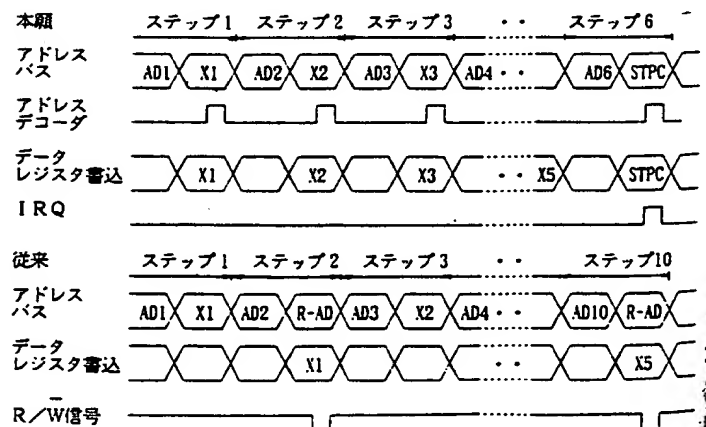 本願 ステップ1 ステップ2 ステップ3 ・・ ステップ6
アドレス
バス AD1 X1 AD2 X2 AD3 X3 AD4・・ AD6 STPC
アドレス
デコーダ
データ
レジスタ書込 X1 X2 X3 ・・ X5 STPC
IRQ
従来 ステップ1 ステップ2 ステップ3 ・・ ステップ10
アドレス
バス AD1 X1 AD2 R-AD AD3 X2 AD4・・ AD10 R-AD
データ
レジスタ書込 X1 ・・ X5
R/W̅信号